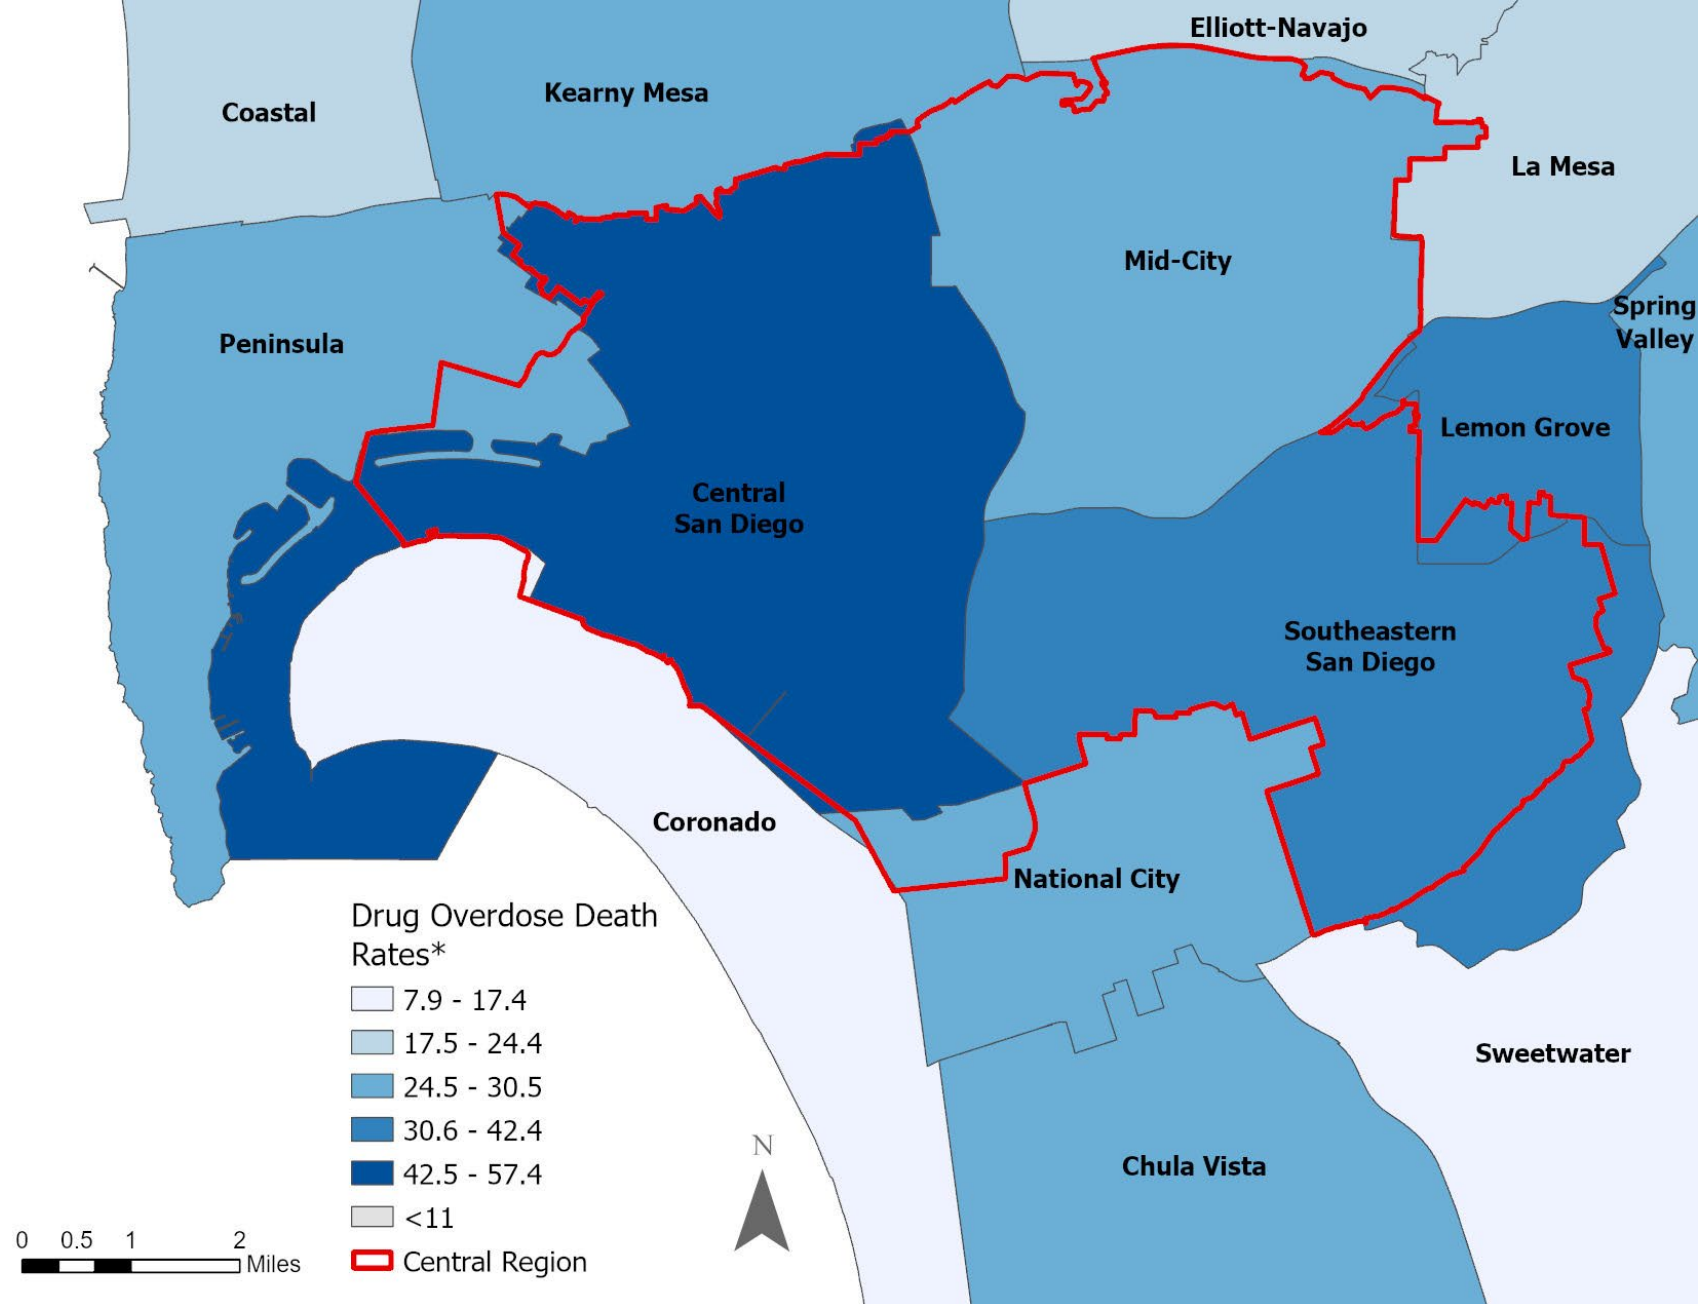 Elliott-Navajo
Kearny Mesa
Coastal
La Mesa
Mid-City
Spring
Valley
Peninsula
Lemon Grove
Central
San Diego
Southeastern
San Diego
Coronado
National City
Drug Overdose Death
Rates*
7.9 - 17.4
17.5 - 24.4
24.5 - 30.5
30.6 - 42.4
42.5 - 57.4
<11
Central Region
Sweetwater
N
Chula Vista
0 0.5 1 2
Miles